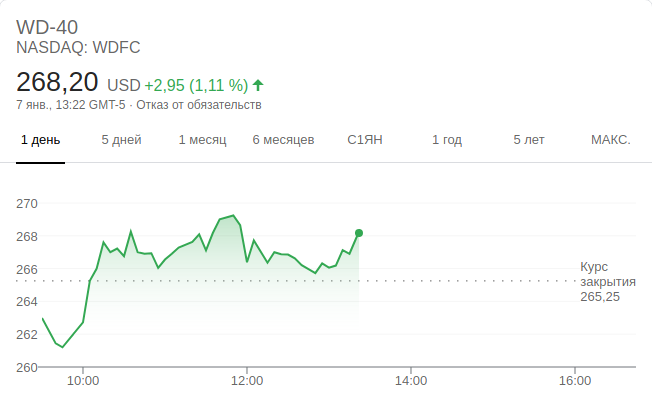 WD-40
NASDAQ: WDFC
268,20 USD +2,95 (1,11 %)
7 янв., 13:22 GMT-5 · Отказ от обязательств
1 день 5 дней 1 месяц 6 месяцев С1ЯН 1 год 5 лет МАКС.
270
268
266
264
262
260
Курс
закрытия
265,25
10:00 12:00 14:00 16:00